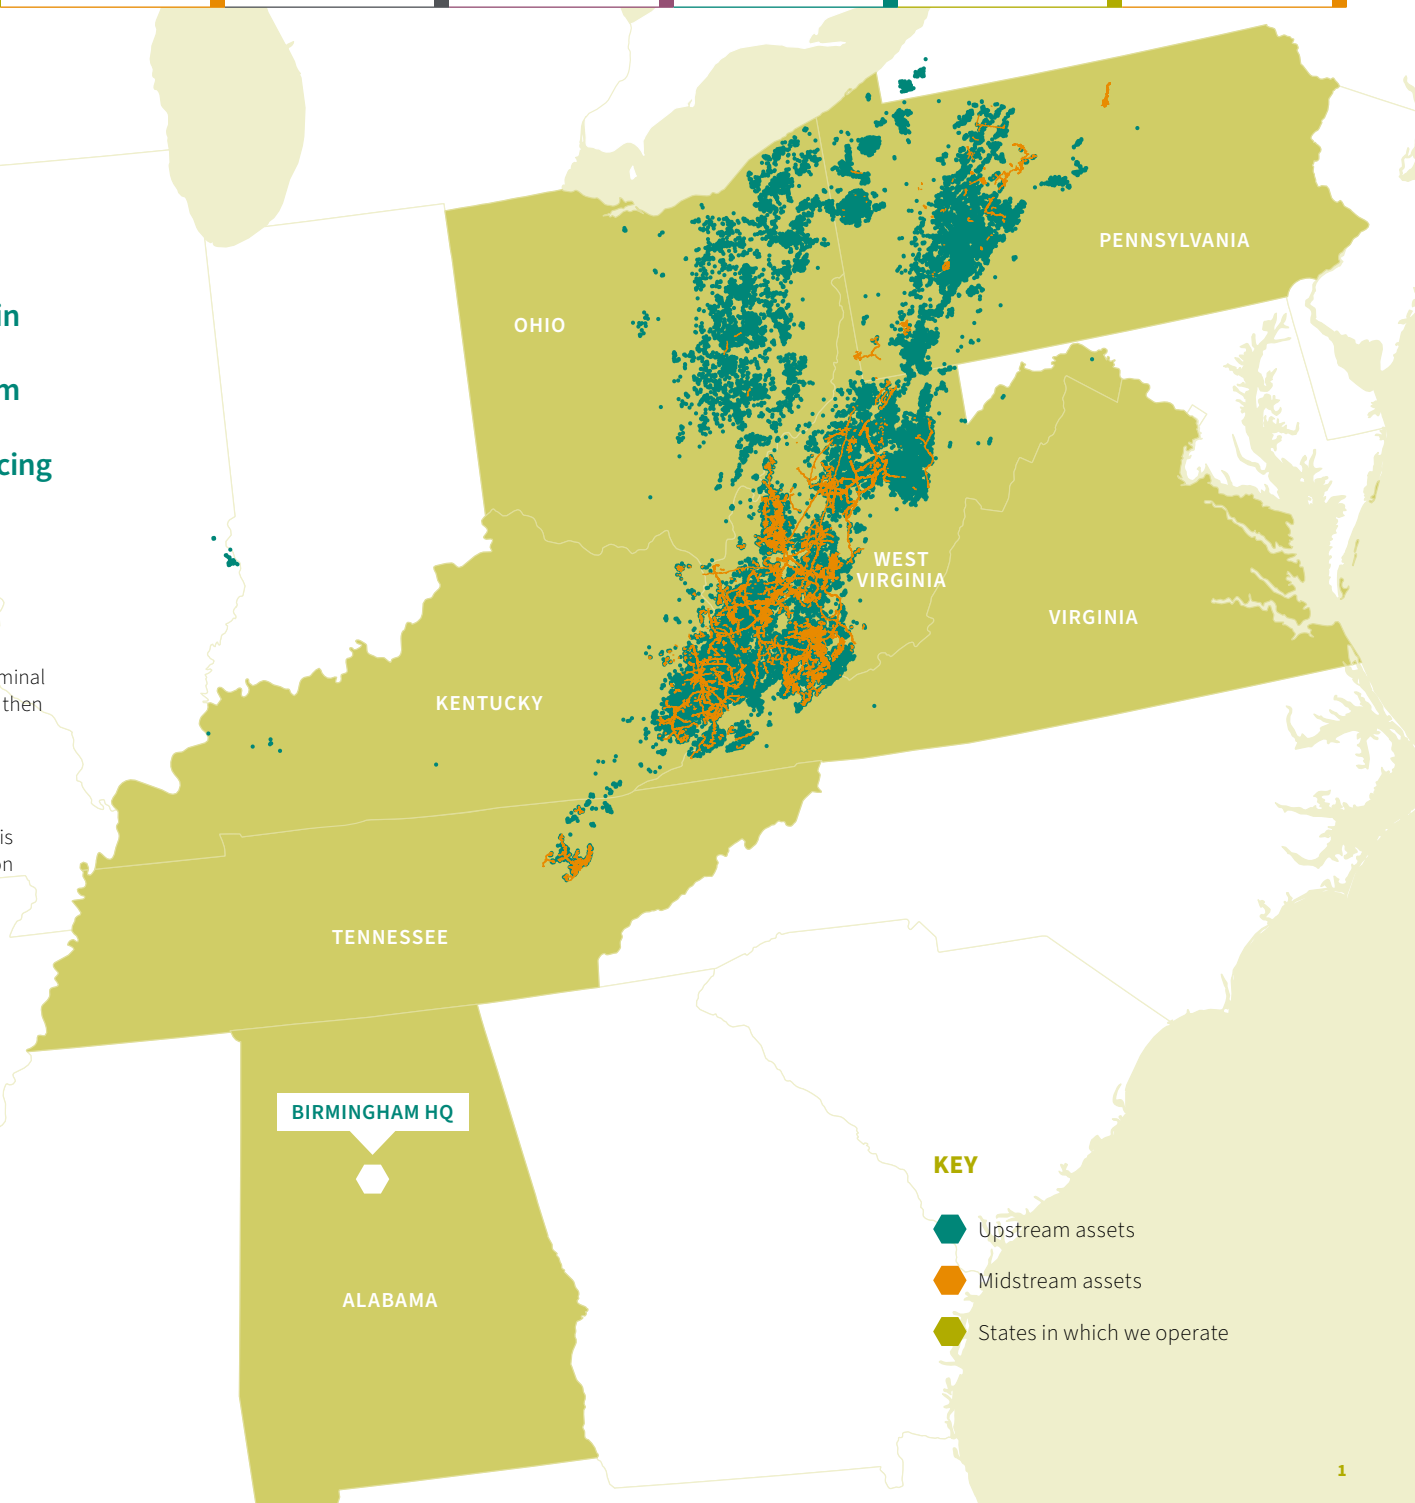 in
m
cing
minal
then
is
on
PENNSYLVANIA
OHIO
WEST
VIRGINIA
VIRGINIA
KENTUCKY
TENNESSEE
BIRMINGHAM HQ
ALABAMA
KEY
Upstream assets
Midstream assets
States in which we operate
1